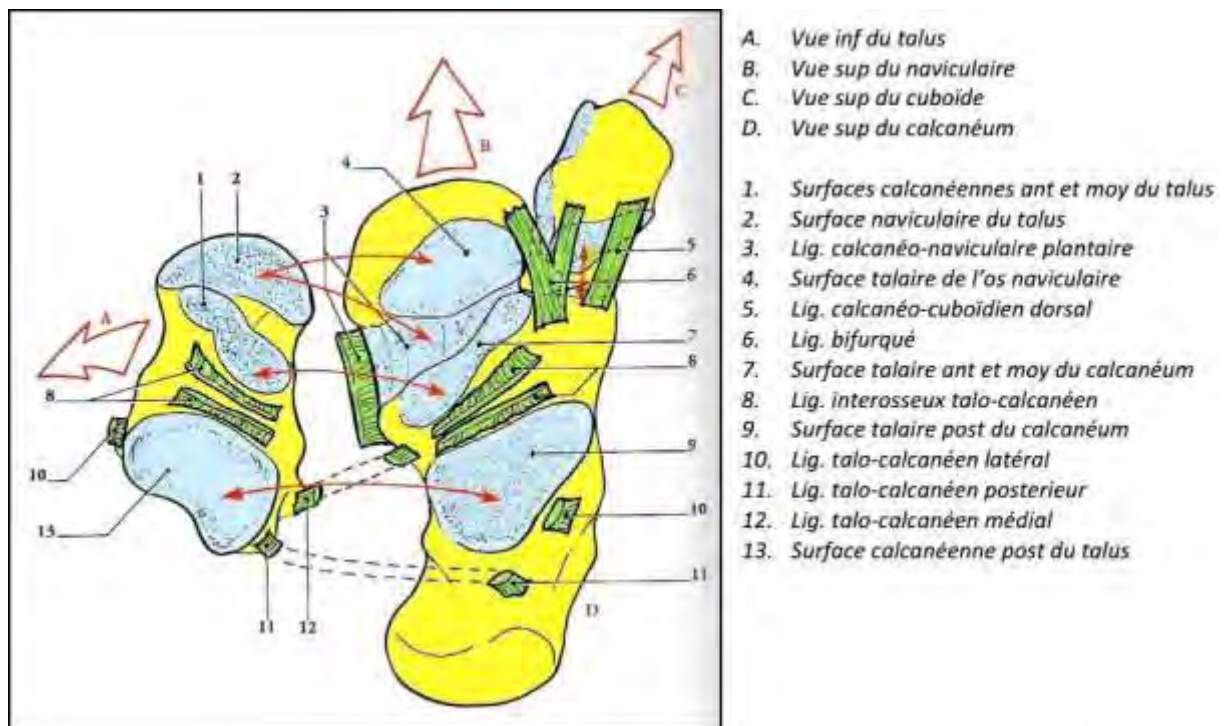 A. Vue inf du talus
B. Vue sup du naviculaire
C. Vue sup du cuboïde
D. Vue sup du calcanéum
1. Surfaces calcanéennes ant et moy du talus
2. Surface naviculaire du talus
3. Lig. calcanéo-naviculaire plantaire
4. Surface talaire de l'os naviculaire
5. Lig. calcanéo-cuboïdien dorsal
6. Lig. bifurqué
7. Surface talaire ant et moy du calcanéum
8. Lig. interosseux talo-calcanéen
9. Surface talaire post du calcanéum
10. Lig. talo-calcanéen latéral
11. Lig. talo-calcanéen posterieur
12. Lig. talo-calcanéen médial
13. Surface calcanéenne post du talus
C
B
4
1 2
3
5
6
A
7
8
8
9
10
10
13
11
11 12
D